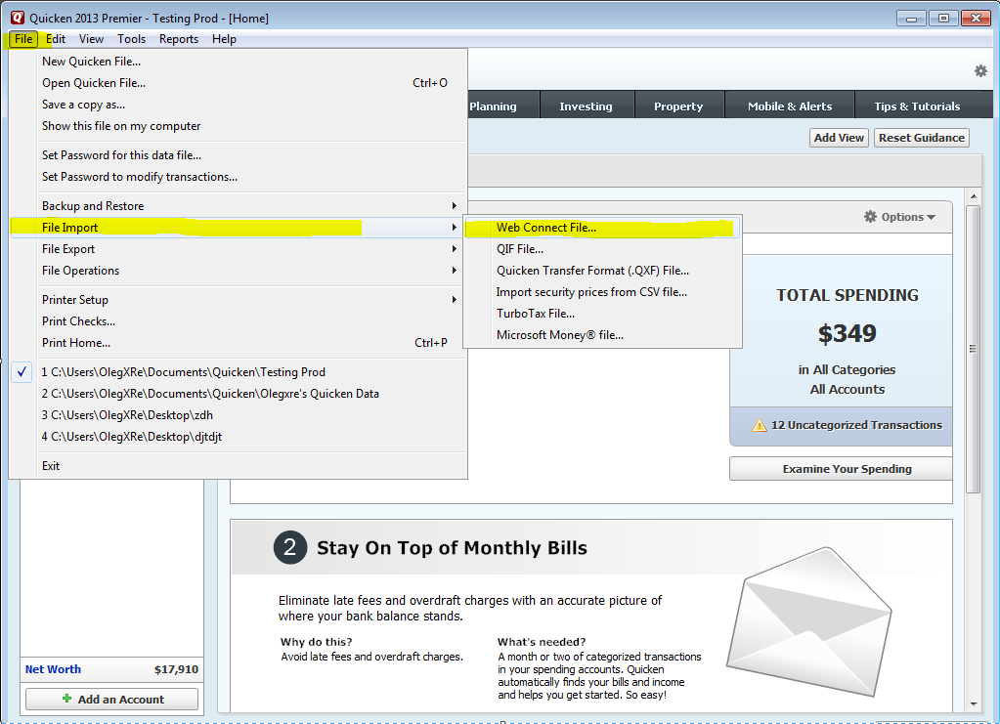 Quicken 2013 Premier - Testing Prod - [Home]
File Edit View Tools Reports Help
New Quicken File...
Open Quicken File... Ctrl+O
Save a copy as...
Show this file on my computer
Set Password for this data file...
Set Password to modify transactions...
Backup and Restore
File Import
File Export
File Operations
Printer Setup
Print Checks...
Print Home... Ctrl+P
1 C:\Users\OlegXRe\Documents\Quicken\Testing Prod
2 C:\Users\OlegXRe\Documents\Quicken\Olegxre's Quicken Data
3 C:\Users\OlegXRe\Desktop\zdh
4 C:\Users\OlegXRe\Desktop\djtdjt
Exit
Web Connect File...
QIF File...
Quicken Transfer Format (.QXF) File...
Import security prices from CSV file...
TurboTax File...
Microsoft Money® file...
Planning Investing Property Mobile & Alerts Tips & Tutorials
Add View Reset Guidance
Options
TOTAL SPENDING
$349
in All Categories
All Accounts
12 Uncategorized Transactions
Examine Your Spending
2 Stay On Top of Monthly Bills
Eliminate late fees and overdraft charges with an accurate picture of
where your bank balance stands.
Why do this?
Avoid late fees and overdraft charges.
What's needed?
A month or two of categorized transactions
in your spending accounts. Quicken
automatically finds your bills and income
and helps you get started. So easy!
Net Worth $17,910
Add an Account